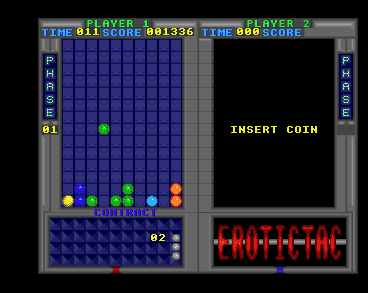 PLAYER 1
TIME 011 SCORE 001336
PHASE
01
CONTRACT
02
PLAYER 2
TIME 000 SCORE
PHASE
INSERT COIN
EROTICTAC